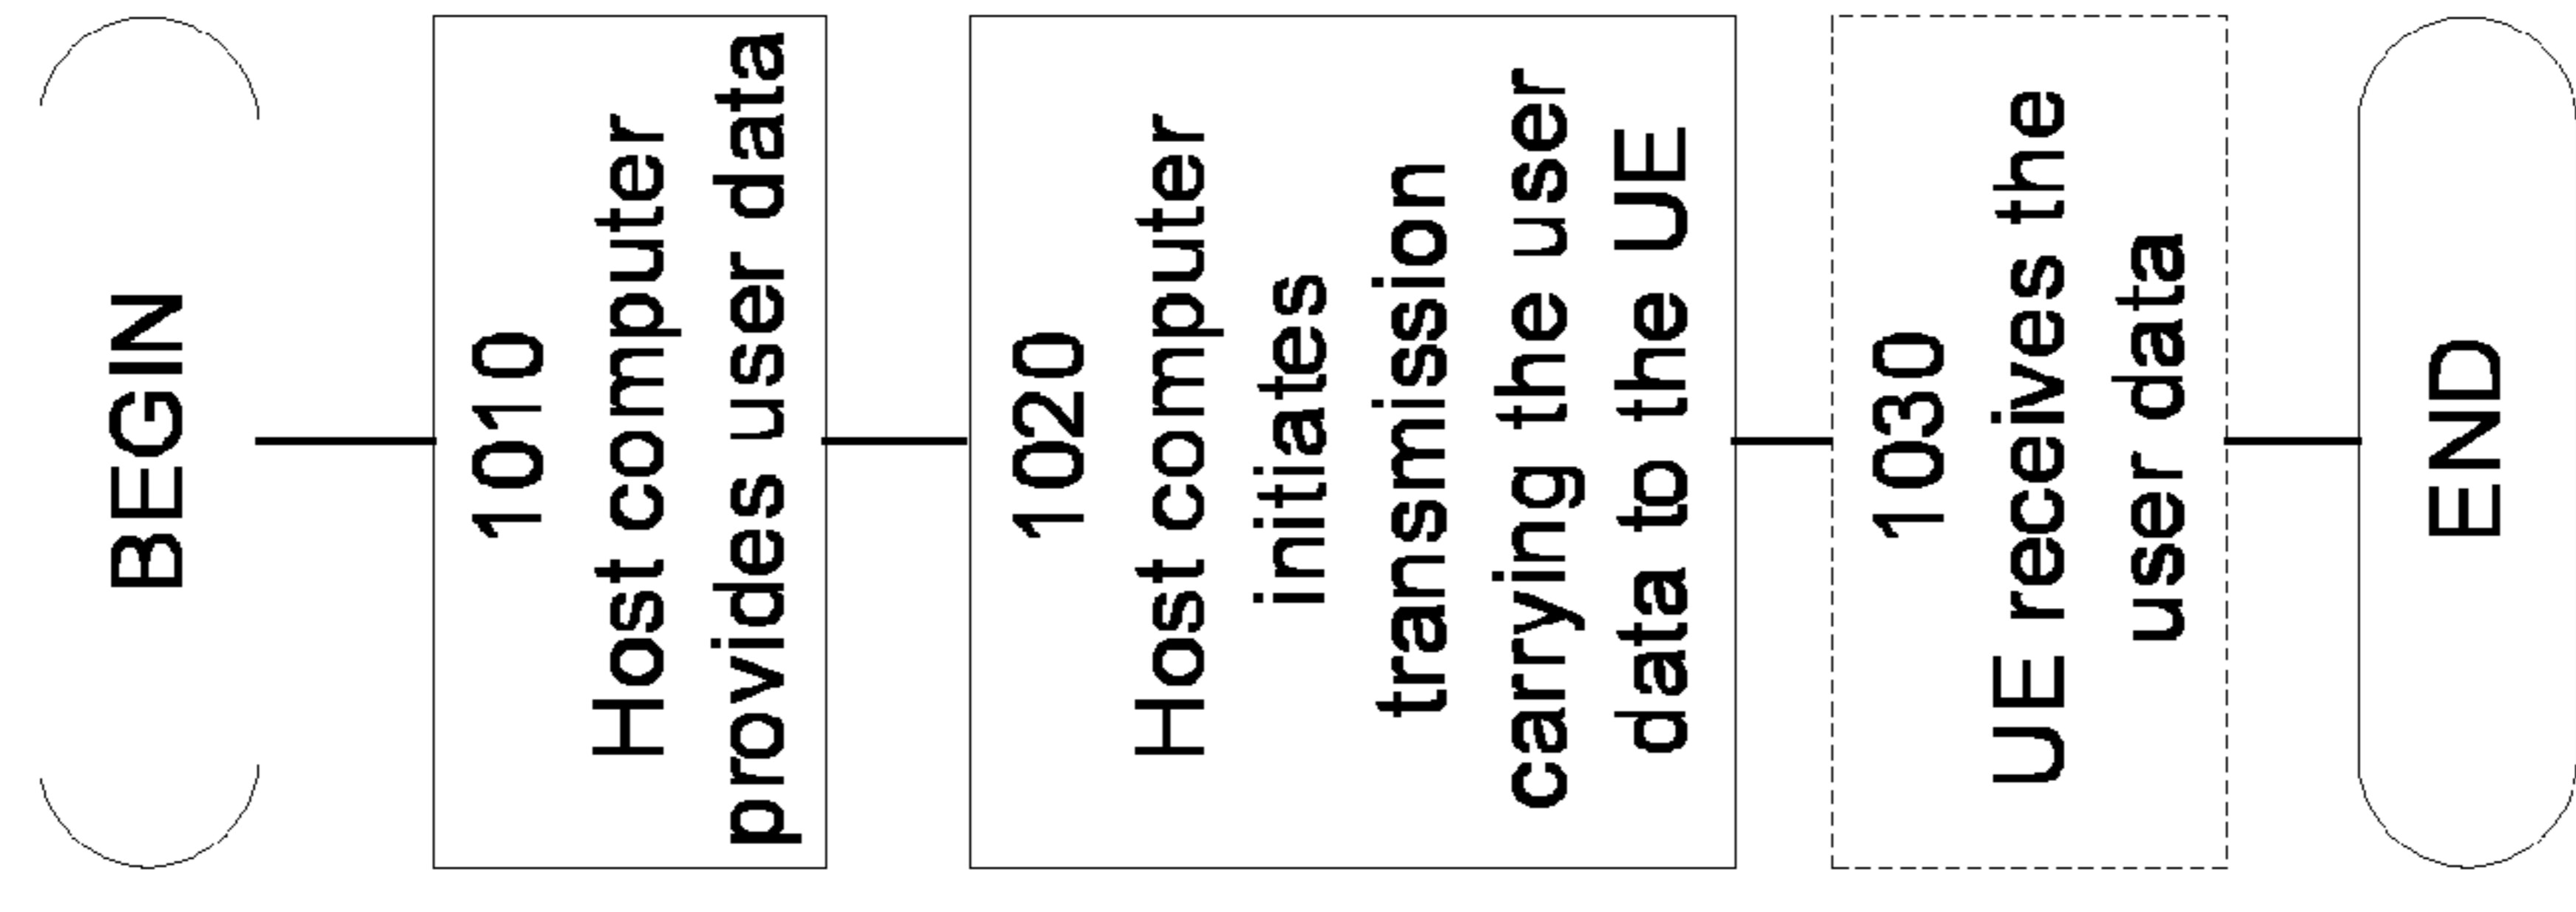 BEGIN
1010
Host computer
provides user data
1020
Host computer
initiates
transmission
carrying the user
data to the UE
1030
UE receives the
user data
END